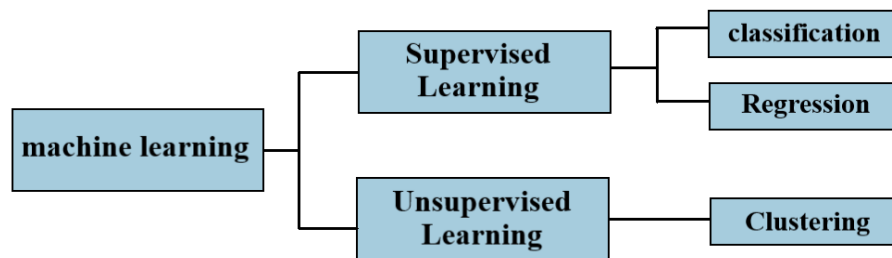 machine learning
Supervised
Learning
classification
Regression
Unsupervised
Learning
Clustering